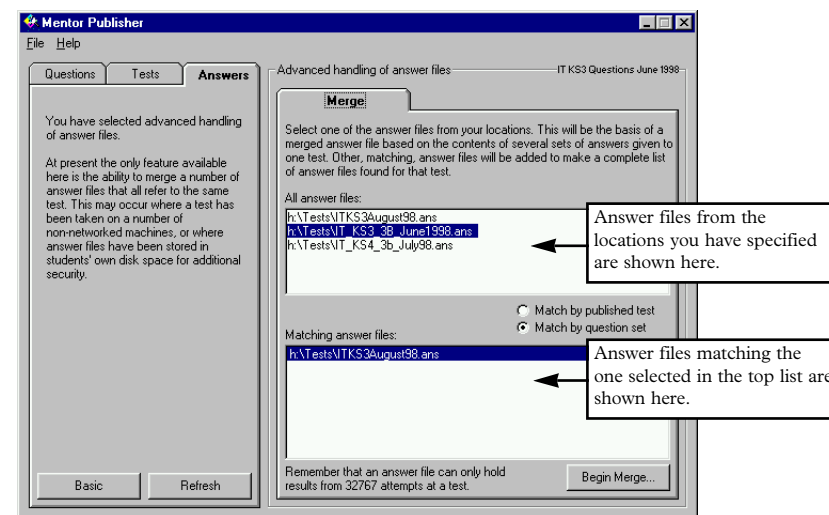 Mentor Publisher
File Help
Questions Tests Answers
You have selected advanced handling
of answer files.
At present the only feature available
here is the ability to merge a number of
answer files that all refer to the same
test. This may occur where a test has
been taken on a number of
non-networked machines, or where
answer files have been stored in
students' own disk space for additional
security.
Basic Refresh
Advanced handling of answer files IT KS3 Questions June 1998
Merge
Select one of the answer files from your locations. This will be the basis of a
merged answer file based on the contents of several sets of answers given to
one test. Other, matching, answer files will be added to make a complete list
of answer files found for that test.
All answer files:
h:\Tests\ITKS3August98.ans
h:\Tests\IT_KS3_3B_June1998.ans
h:\Tests\IT_KS4_3b_July98.ans
Answer files from the
locations you have specified
are shown here.
Match by published test
Match by question set
Matching answer files:
h:\Tests\ITKS3August98.ans
Answer files matching the
one selected in the top list are
shown here.
Remember that an answer file can only hold
results from 32767 attempts at a test.
Begin Merge...